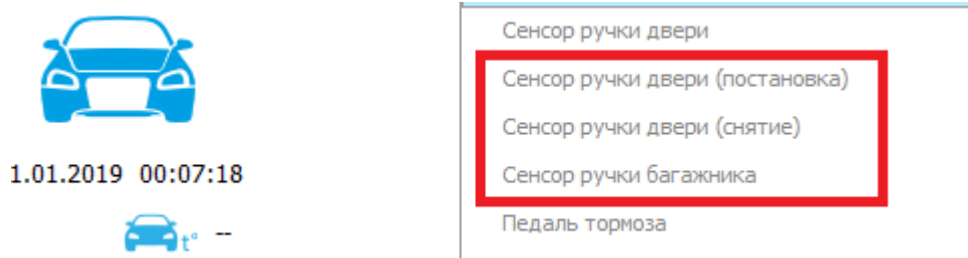 Сенсор ручки двери
Сенсор ручки двери (постановка)
Сенсор ручки двери (снятие)
Сенсор ручки багажника
Педаль тормоза
1.01.2019 00:07:18
t° --